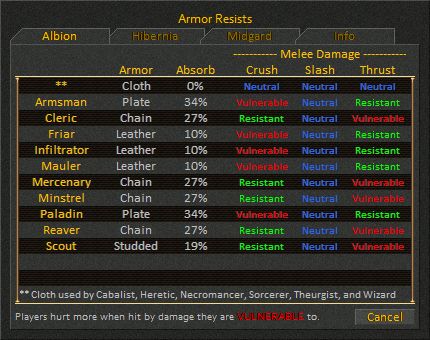 Armor Resists
Albion Hibernia Midgard Info
----------- Melee Damage -----------
Armor Absorb Crush Slash Thrust
** Cloth 0% Neutral Neutral Neutral
Armsman Plate 34% Vulnerable Neutral Resistant
Cleric Chain 27% Resistant Neutral Vulnerable
Friar Leather 10% Vulnerable Neutral Resistant
Infiltrator Leather 10% Vulnerable Neutral Resistant
Mauler Leather 10% Vulnerable Neutral Resistant
Mercenary Chain 27% Resistant Neutral Vulnerable
Minstrel Chain 27% Resistant Neutral Vulnerable
Paladin Plate 34% Vulnerable Neutral Resistant
Reaver Chain 27% Resistant Neutral Vulnerable
Scout Studded 19% Resistant Neutral Vulnerable
** Cloth used by Cabalist, Heretic, Necromancer, Sorcerer, Theurgist, and Wizard
Players hurt more when hit by damage they are VULNERABLE to. Cancel